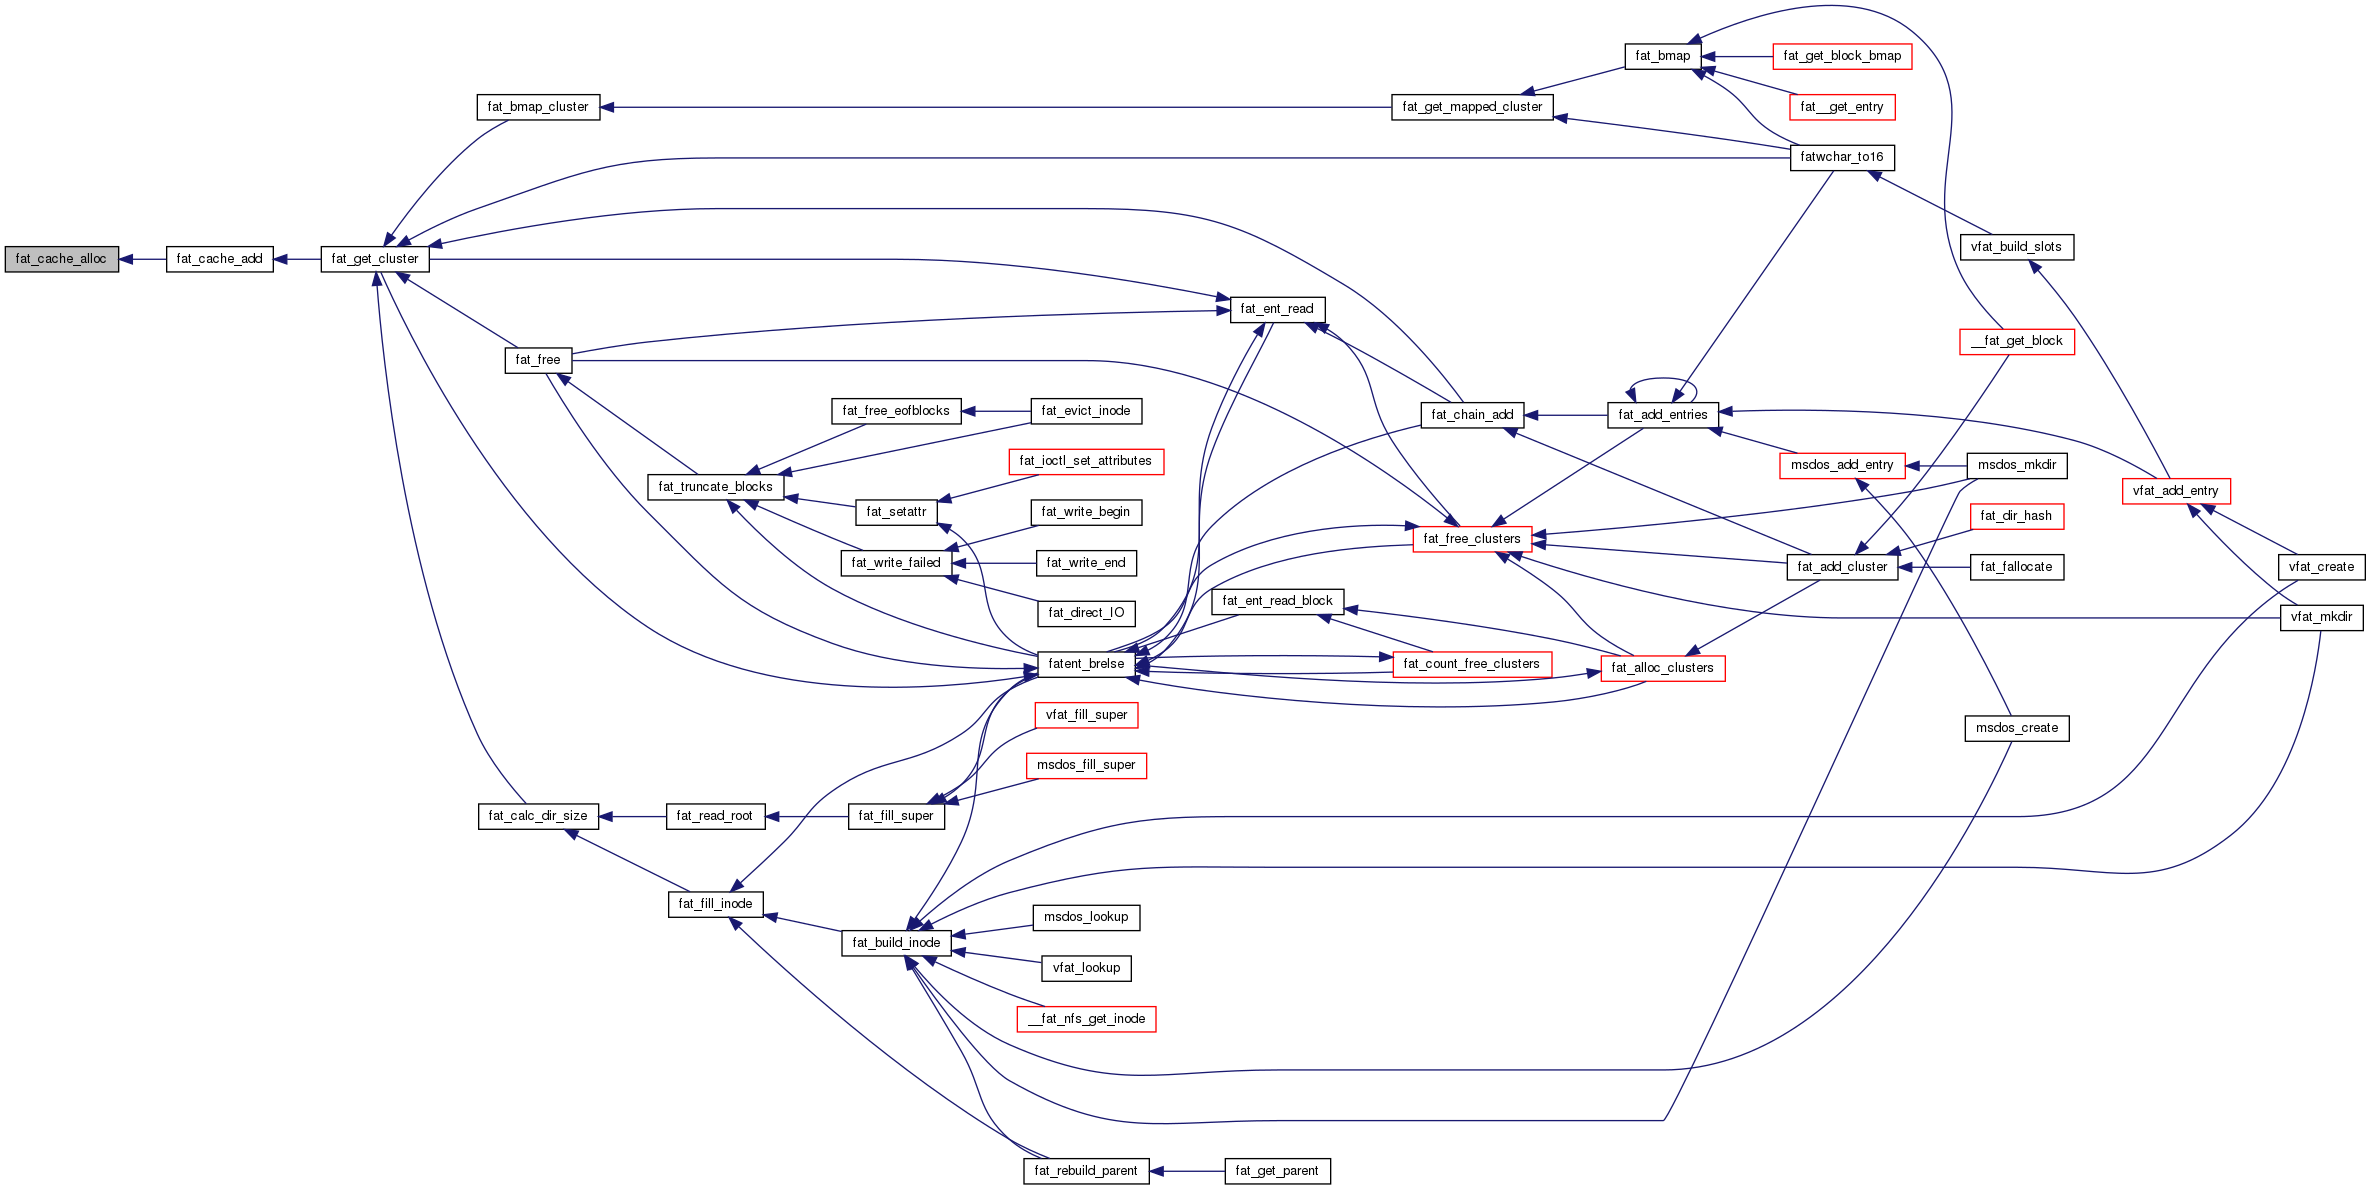 fat_bmap
fat_get_block_bmap
fat_bmap_cluster
fat_get_mapped_cluster
fat__get_entry
fatwchar_to16
fat_cache_alloc
fat_cache_add
fat_get_cluster
vfat_build_slots
fat_ent_read
__fat_get_block
fat_free
fat_free_eofblocks
fat_evict_inode
fat_chain_add
fat_add_entries
fat_ioctl_set_attributes
msdos_add_entry
msdos_mkdir
fat_truncate_blocks
vfat_add_entry
fat_setattr
fat_write_begin
fat_dir_hash
fat_free_clusters
fat_write_failed
fat_write_end
fat_add_cluster
fat_fallocate
vfat_create
fat_direct_IO
fat_ent_read_block
vfat_mkdir
fatent_brelse
fat_count_free_clusters
fat_alloc_clusters
vfat_fill_super
msdos_create
msdos_fill_super
fat_calc_dir_size
fat_read_root
fat_fill_super
fat_fill_inode
msdos_lookup
fat_build_inode
vfat_lookup
__fat_nfs_get_inode
fat_rebuild_parent
fat_get_parent